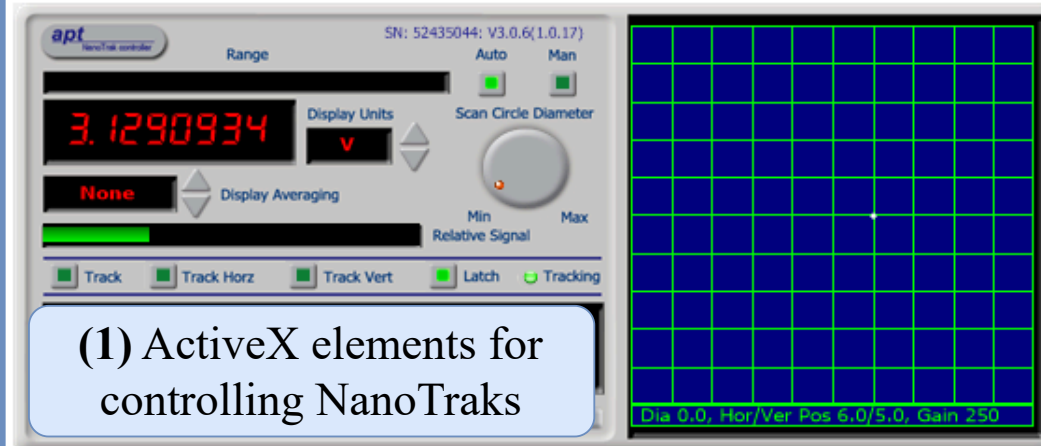 apt
NanoTrak controller
SN: 52435044: V3.0.6(1.0.17)
Range
Auto Man
3.1290934
Display Units
V
Scan Circle Diameter
None
Display Averaging
Min Max
Relative Signal
Track Track Horz Track Vert Latch Tracking
(1) ActiveX elements for
controlling NanoTraks
Dia 0.0, Hor/Ver Pos 6.0/5.0, Gain 250